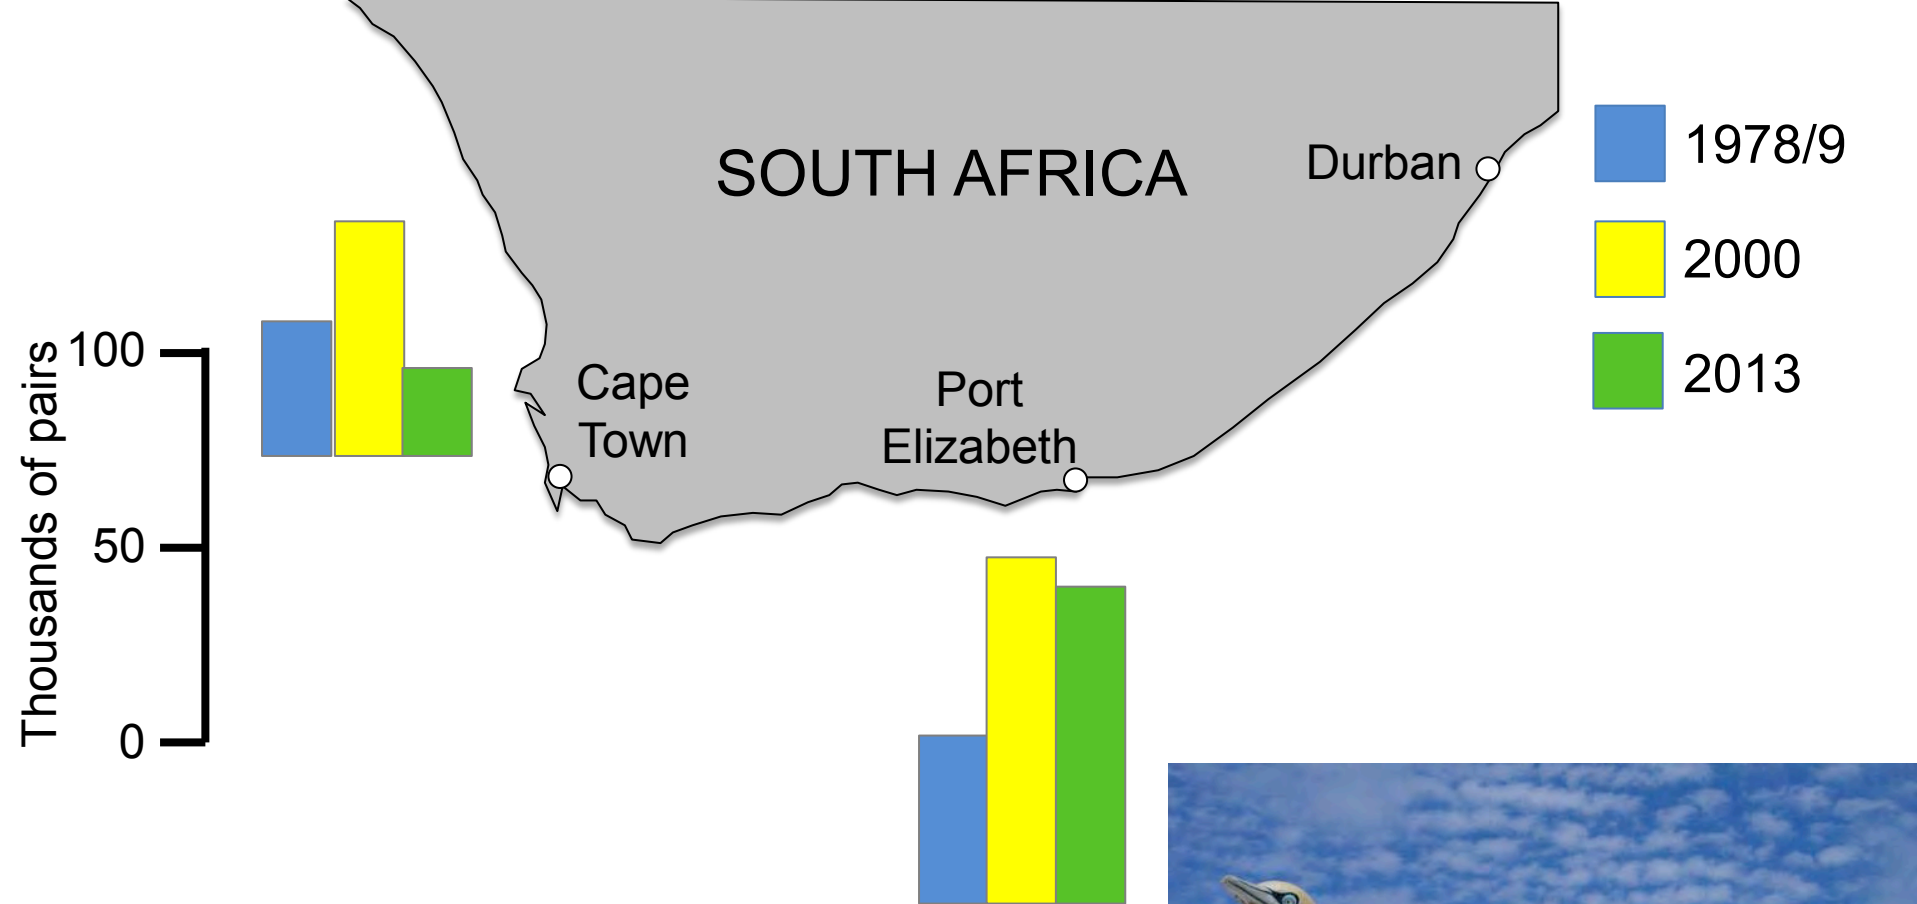 SOUTH AFRICA
Durban
Cape
Town
Port
Elizabeth
1978/9
2000
2013
Thousands of pairs
100
50
0